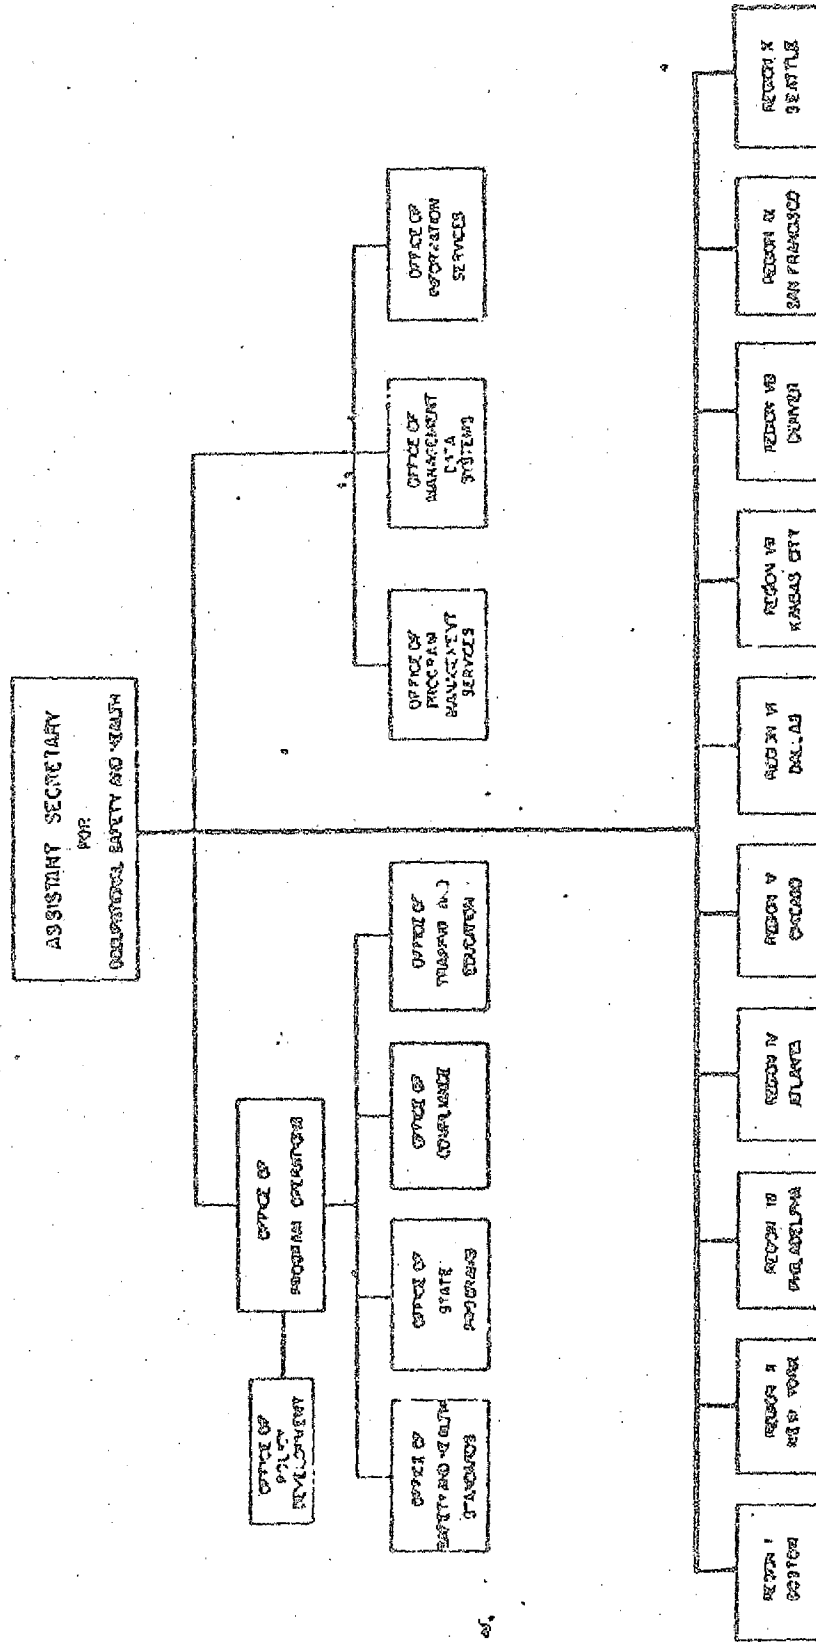 ASSISTANT SECRETARY
FOR
OCCUPATIONAL SAFETY AND HEALTH
OFFICE OF
PROGRAM OPERATIONS
OFFICE OF
POLICY
DEVELOPMENT
OFFICE OF
SAFETY AND HEALTH
STANDARDS
OFFICE OF
STATE
PROGRAMS
OFFICE OF
COMPLIANCE
OFFICE OF
TRAINING AND
EDUCATION
OFFICE OF
PROGRAM
MANAGEMENT
SERVICES
OFFICE OF
MANAGEMENT
DATA
SYSTEMS
OFFICE OF
INFORMATION
SERVICES
REGION I
BOSTON
REGION II
NEW YORK
REGION III
PHILADELPHIA
REGION IV
ATLANTA
REGION V
CHICAGO
REGION VI
DALLAS
REGION VII
KANSAS CITY
REGION VIII
DENVER
REGION IX
SAN FRANCISCO
REGION X
SEATTLE